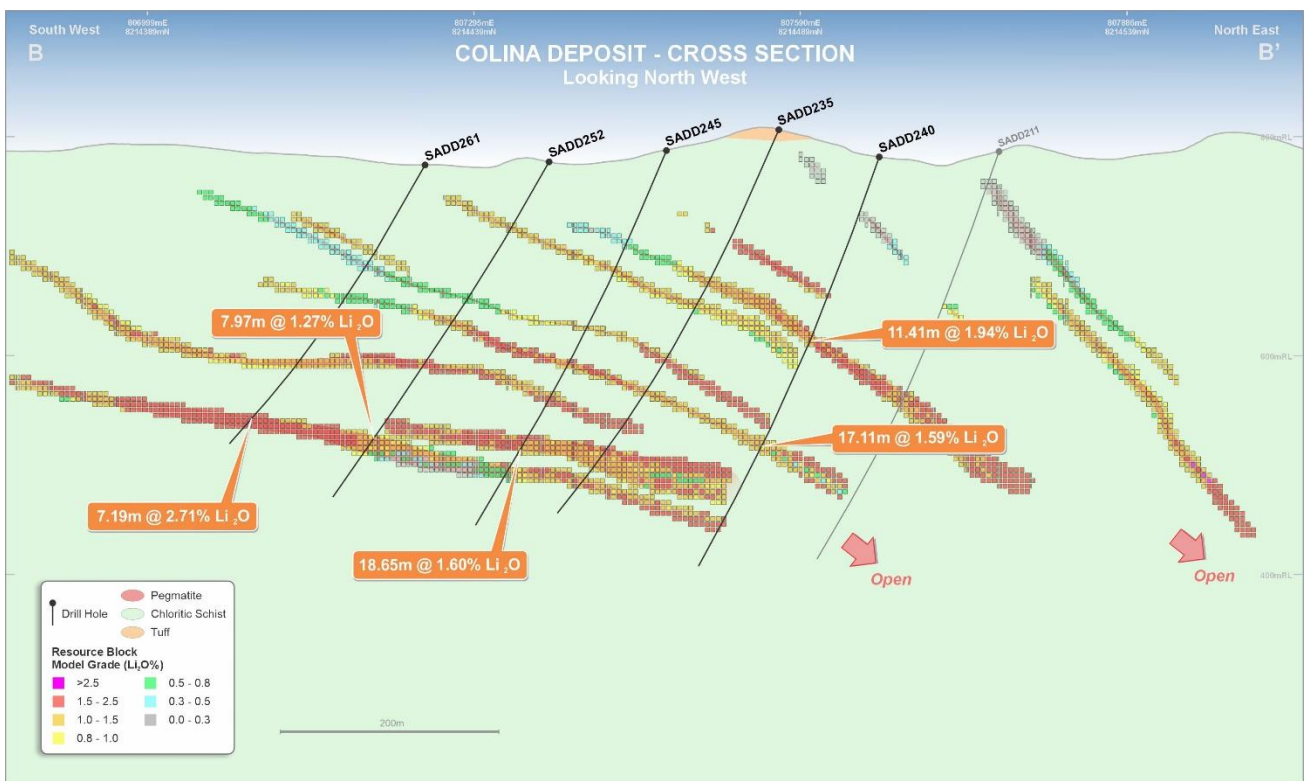 806999mE
8214389mN
807295mE
8214439mN
807590mE
8214489mN
807886mE
8214539mN
South West
North East
B
COLINA DEPOSIT - CROSS SECTION
B'
Looking North West
SADD261
SADD252
SADD245
SADD235
SADD240
SADD211
7.97m @ 1.27% Li₂O
11.41m @ 1.94% Li₂O
600mRL
17.11m @ 1.59% Li₂O
7.19m @ 2.71% Li₂O
18.65m @ 1.60% Li₂O
Open
Open
400mRL
Drill Hole
Pegmatite
Chloritic Schist
Tuff
Resource Block
Model Grade (Li₂O%)
>2.5
1.5 - 2.5
1.0 - 1.5
0.8 - 1.0
0.5 - 0.8
0.3 - 0.5
0.0 - 0.3
200m